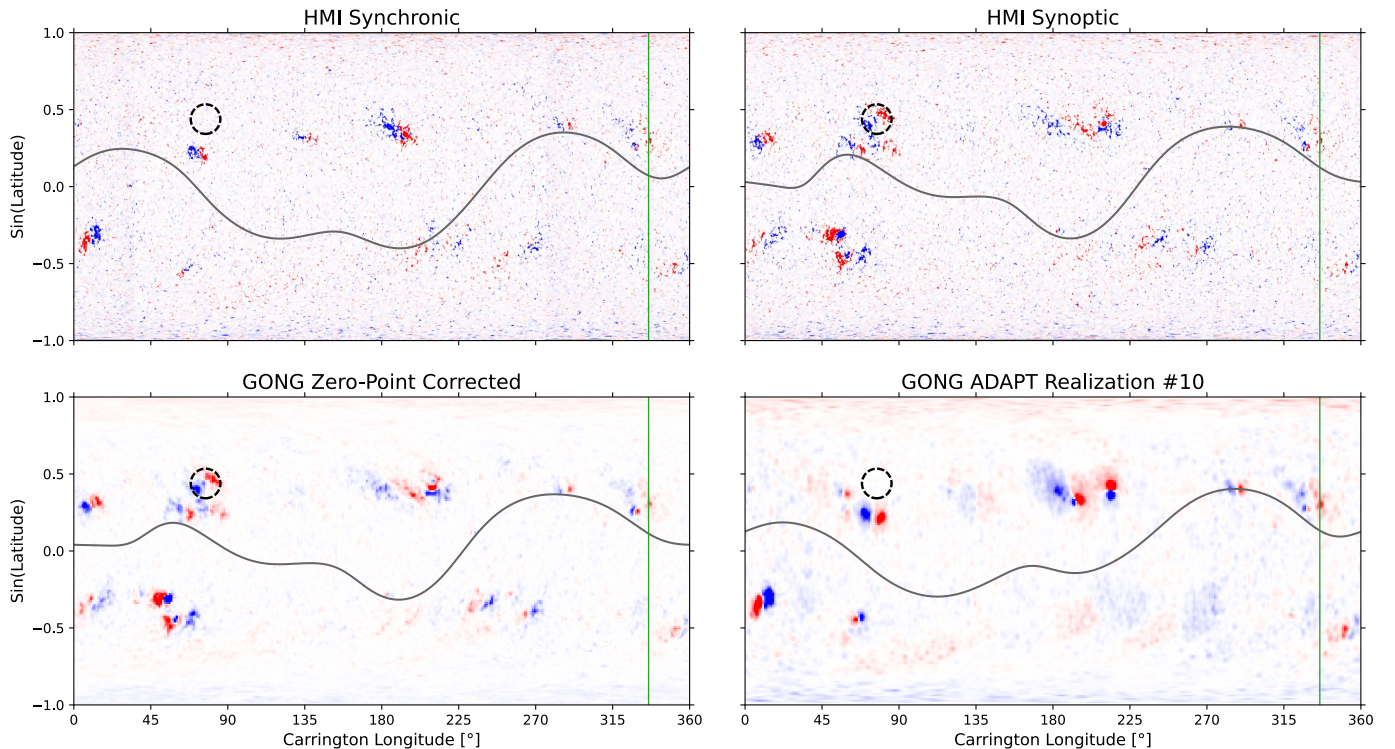 HMI Synchronic
HMI Synoptic
Sin(Latitude)
1.0
0.5
0.0
−0.5
−1.0
GONG Zero-Point Corrected
GONG ADAPT Realization #10
Sin(Latitude)
1.0
0.5
0.0
−0.5
−1.0
0 45 90 135 180 225 270 315 360
0 45 90 135 180 225 270 315 360
Carrington Longitude [°]
Carrington Longitude [°]